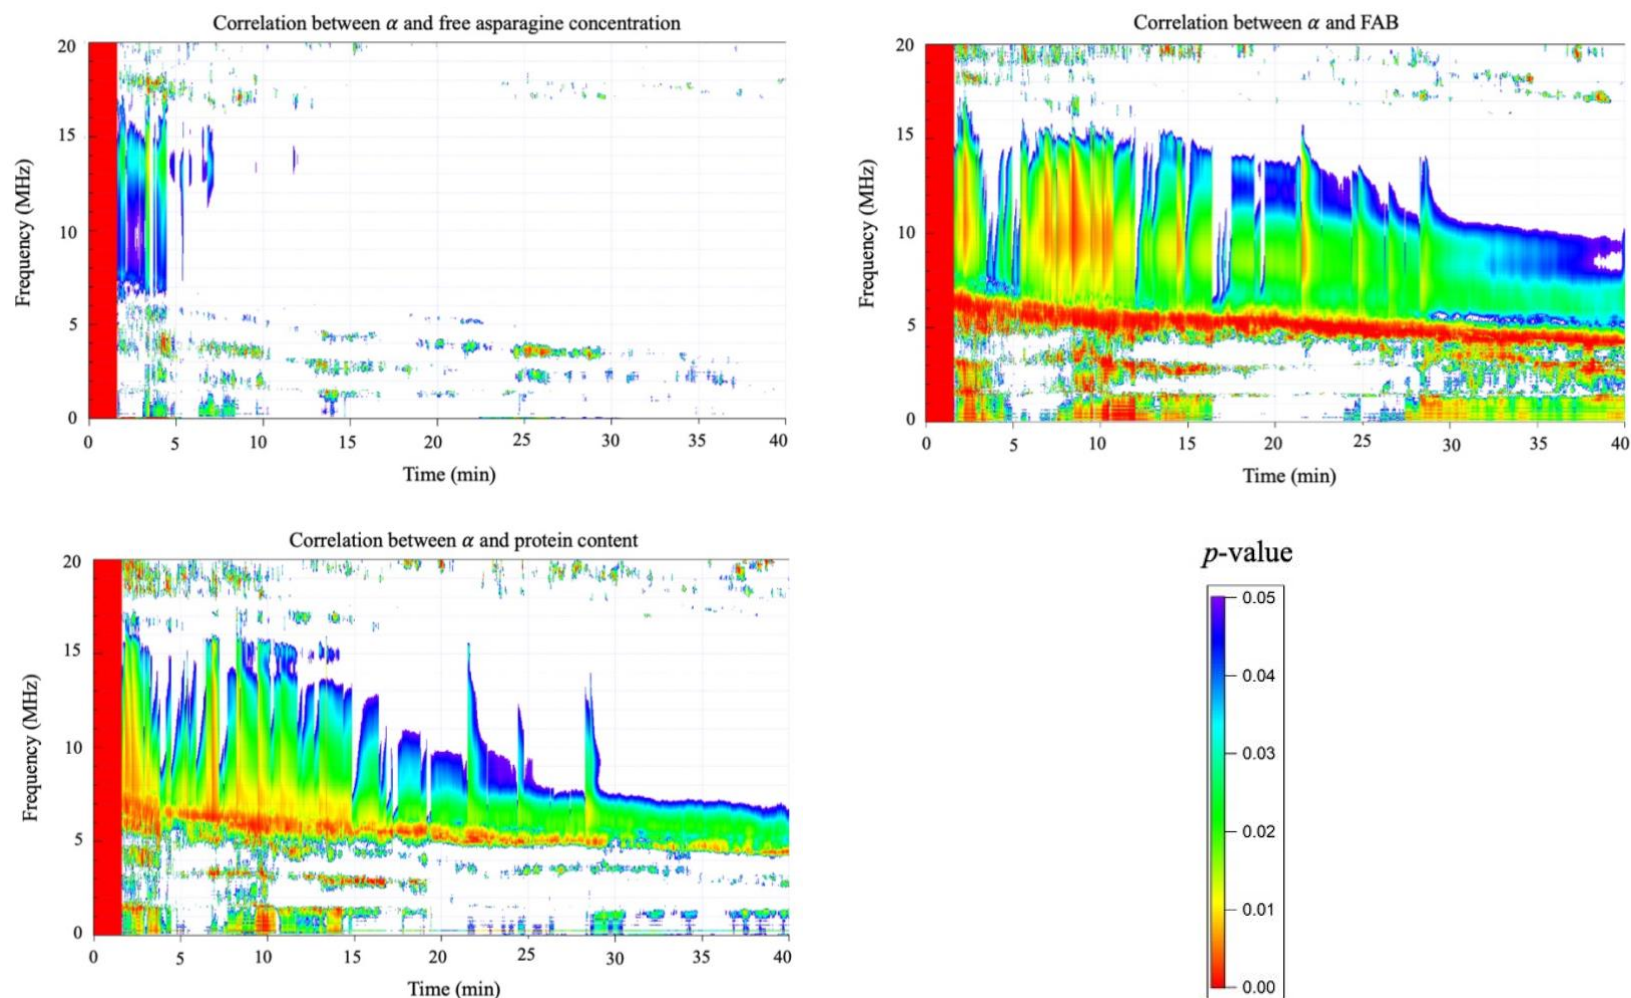 Correlation between α and free asparagine concentration
20
15
10
5
0
Frequency (MHz)
0 5 10 15 20 25 30 35 40
Time (min)
Correlation between α and FAB
20
15
10
5
0
Frequency (MHz)
0 5 10 15 20 25 30 35 40
Time (min)
Correlation between α and protein content
20
15
10
5
0
Frequency (MHz)
0 5 10 15 20 25 30 35 40
Time (min)
p-value
0.05
0.04
0.03
0.02
0.01
0.00